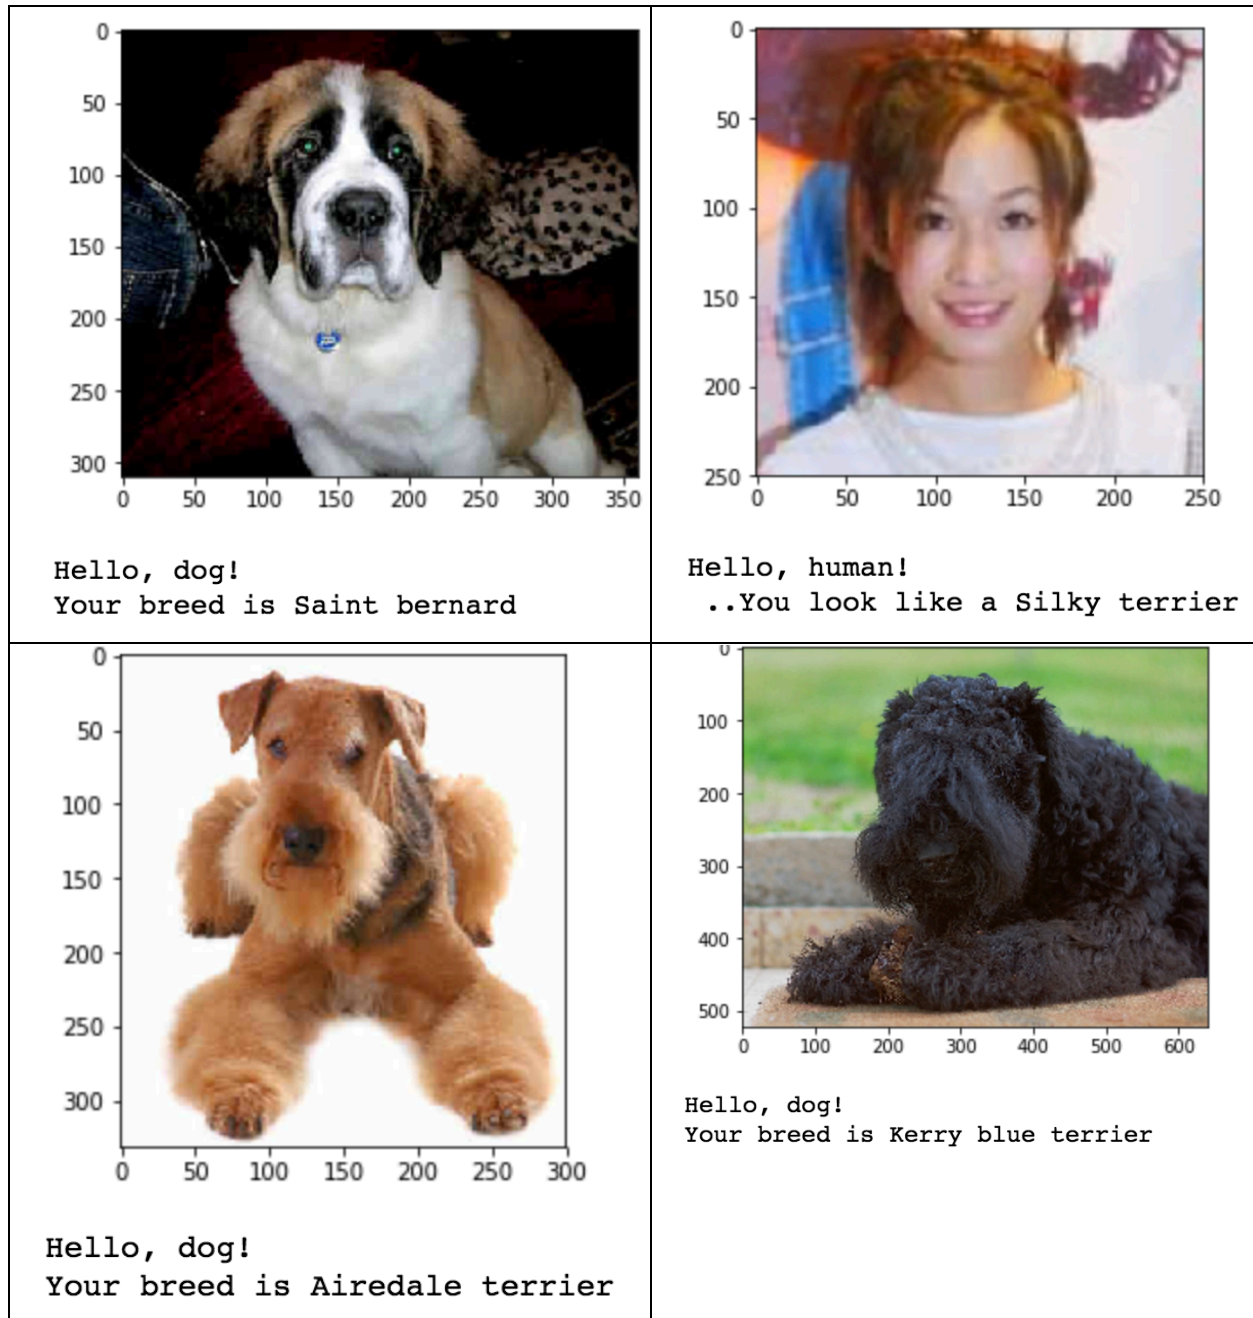 0
50
100
150
200
250
300
0 50 100 150 200 250 300 350
Hello, dog!
Your breed is Saint bernard
0
50
100
150
200
250
0 50 100 150 200 250
Hello, human!
..You look like a Silky terrier
0
50
100
150
200
250
300
0 50 100 150 200 250 300
Hello, dog!
Your breed is Airedale terrier
0
100
200
300
400
500
0 100 200 300 400 500 600
Hello, dog!
Your breed is Kerry blue terrier